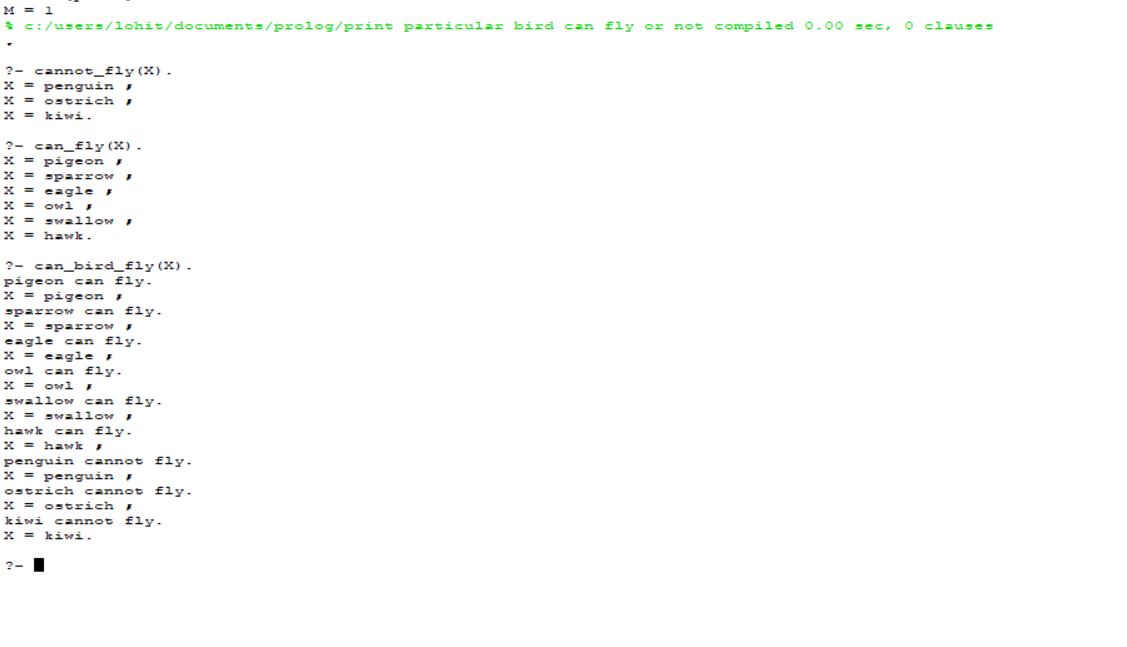 M = 1
% c:/users/lohit/documents/prolog/print particular bird can fly or not compiled 0.00 sec, 0 clauses
,
?- cannot_fly(X).
X = penguin ;
X = ostrich ;
X = kiwi.
?- can_fly(X).
X = pigeon ;
X = sparrow ;
X = eagle ;
X = owl ;
X = swallow ;
X = hawk.
?- can_bird_fly(X).
pigeon can fly.
X = pigeon ;
sparrow can fly.
X = sparrow ;
eagle can fly.
X = eagle ;
owl can fly.
X = owl ;
swallow can fly.
X = swallow ;
hawk can fly.
X = hawk ;
penguin cannot fly.
X = penguin ;
ostrich cannot fly.
X = ostrich ;
kiwi cannot fly.
X = kiwi.
?-